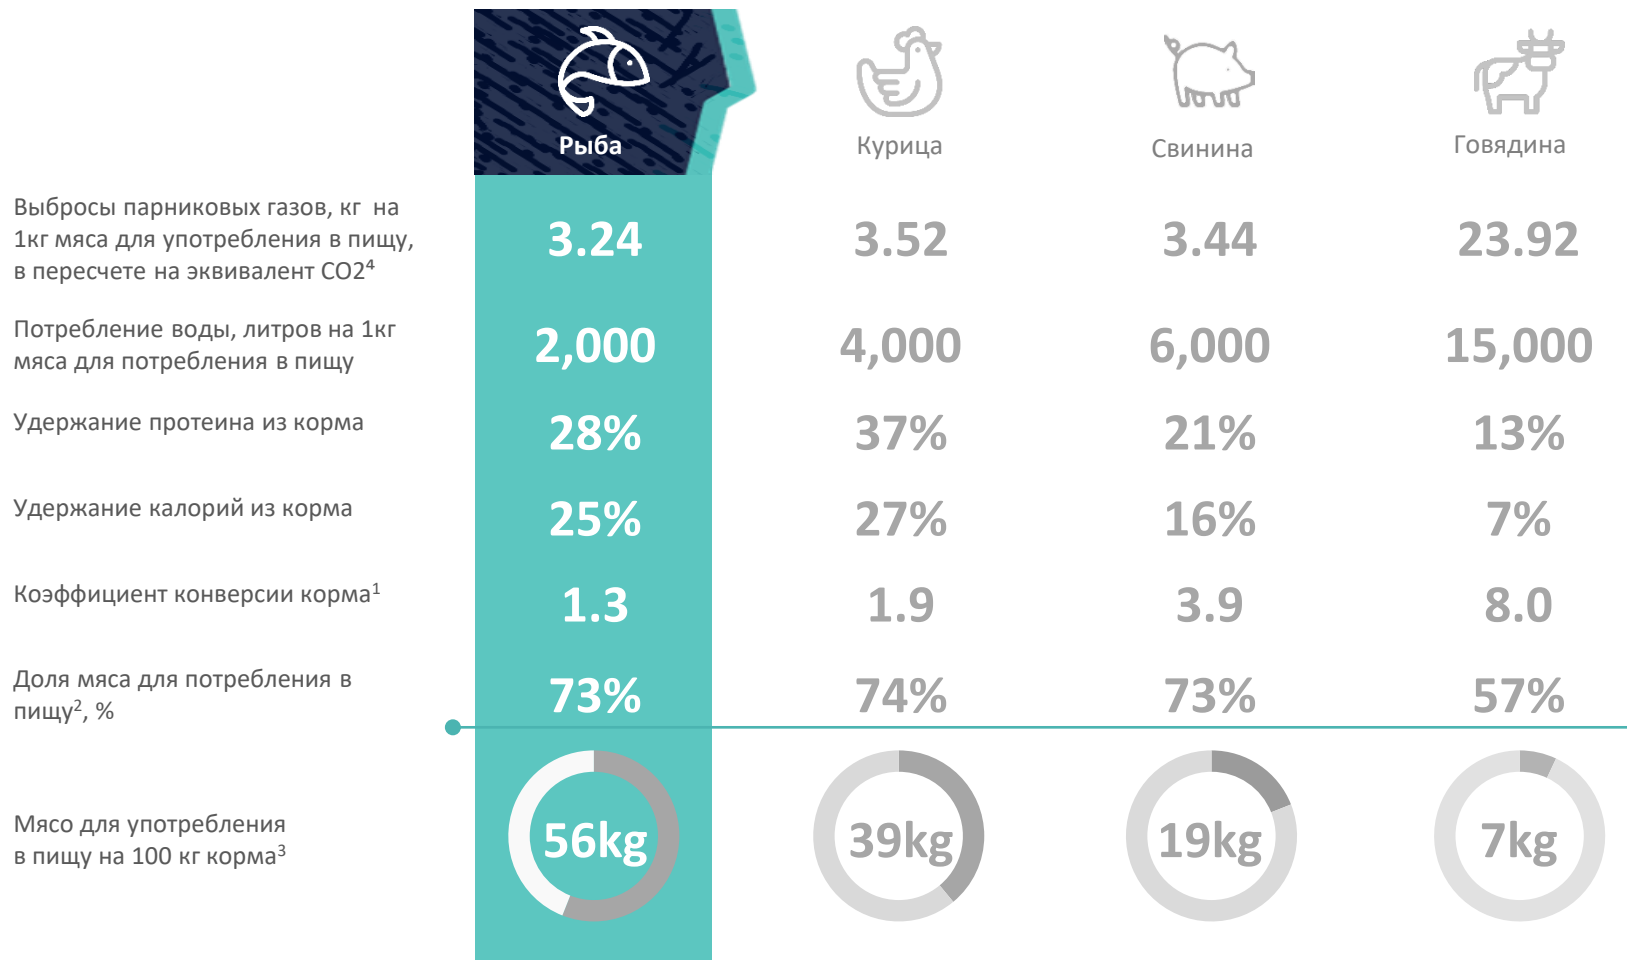 Рыба
Курица
Свинина
Говядина
Выбросы парниковых газов, кг на
1кг мяса для употребления в пищу,
в пересчете на эквивалент CO2⁴
3.24
3.52
3.44
23.92
Потребление воды, литров на 1кг
мяса для потребления в пищу
2,000
4,000
6,000
15,000
Удержание протеина из корма
28%
37%
21%
13%
Удержание калорий из корма
25%
27%
16%
7%
Коэффициент конверсии корма¹
1.3
1.9
3.9
8.0
Доля мяса для потребления в
пищу², %
73%
74%
73%
57%
Мясо для употребления
в пищу на 100 кг корма³
56kg
39kg
19kg
7kg